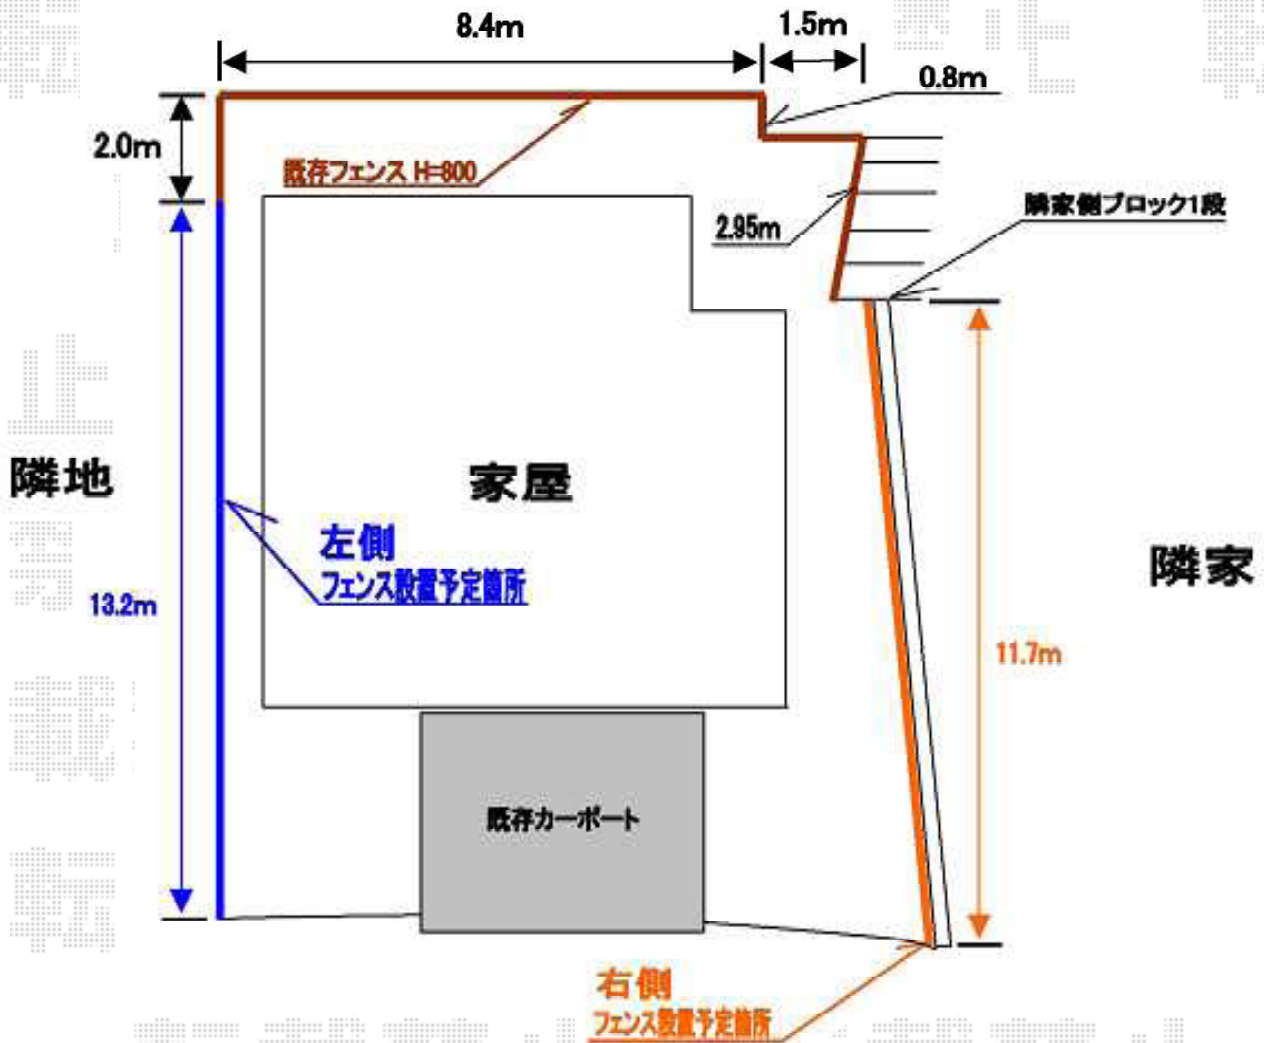 8.4m
1.5m
0.8m
2.0m
既存フェンス H=800
2.95m
隣家側ブロック1段
隣地
家屋
左側
フェンス設置予定箇所
隣家
13.2m
11.7m
既存カーポート
右側
フェンス設置予定箇所